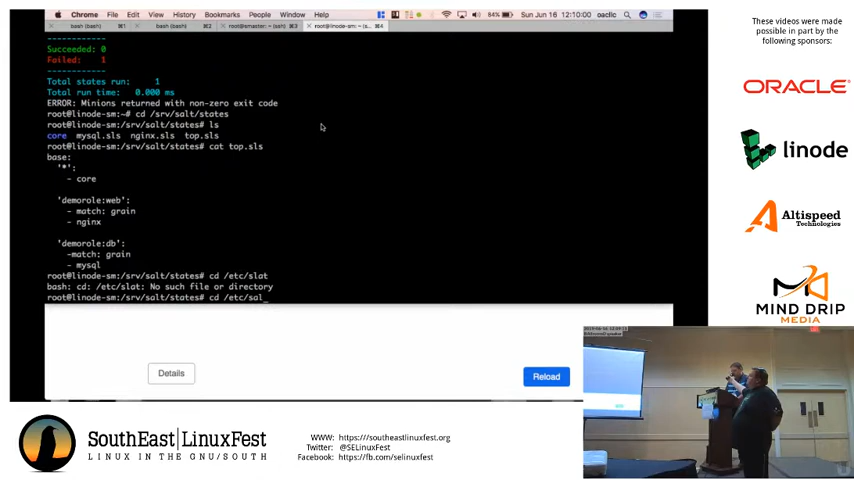 Chrome File Edit View History Bookmarks People Window Help 84% Sun Jun 16 12:10:00 oaclic
bash (bash) ⌘1 bash (bash) ⌘2 root@emaster: ~ (ssh) ⌘3 root@linode-sm: ~ (s... ⌘4
------------
Succeeded: 0
Failed: 1
------------
Total states run: 1
Total run time: 0.000 ms
ERROR: Minions returned with non-zero exit code
root@linode-sm:~# cd /srv/salt/states
root@linode-sm:/srv/salt/states# ls
core mysql.sls nginx.sls top.sls
root@linode-sm:/srv/salt/states# cat top.sls
base:
'*':
- core
'demorole:web':
- match: grain
- nginx
'demorole:db':
-match: grain
- mysql
root@linode-sm:/srv/salt/states# cd /etc/slat
bash: cd: /etc/slat: No such file or directory
root@linode-sm:/srv/salt/states# cd /etc/sal_
Details
Reload
These videos were made
possible in part by the
following sponsors:
ORACLE
linode
Altispeed
Technologies
MIND DRIP
MEDIA
SouthEast|LinuxFest
LINUX IN THE GNU/SOUTH
WWW: https://southeastlinuxfest.org
Twitter: @SELinuxFest
Facebook: https://fb.com/selinuxfest